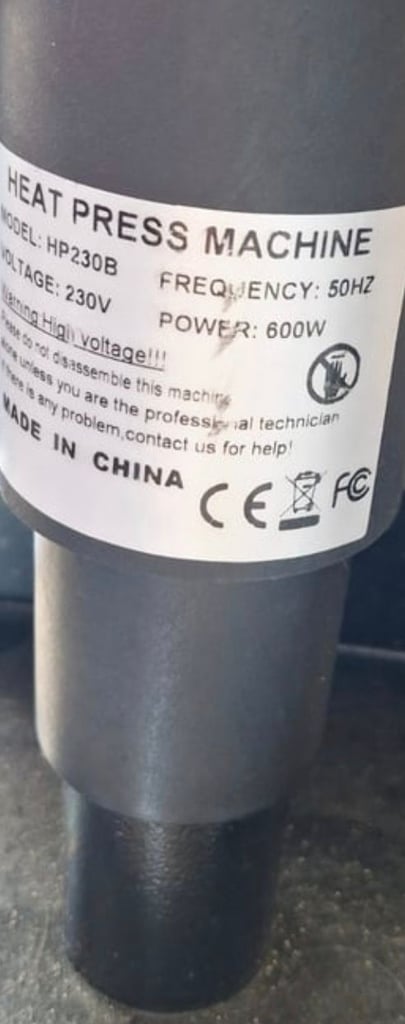 HEAT PRESS MACHINE
MODEL: HP230B
VOLTAGE: 230V
FREQUENCY: 50HZ
POWER: 600W
Warning High voltage!!!
Please do not disassemble this machine
alone unless you are the professional technician
If there is any problem,contact us for help!
MADE IN CHINA
CE FC